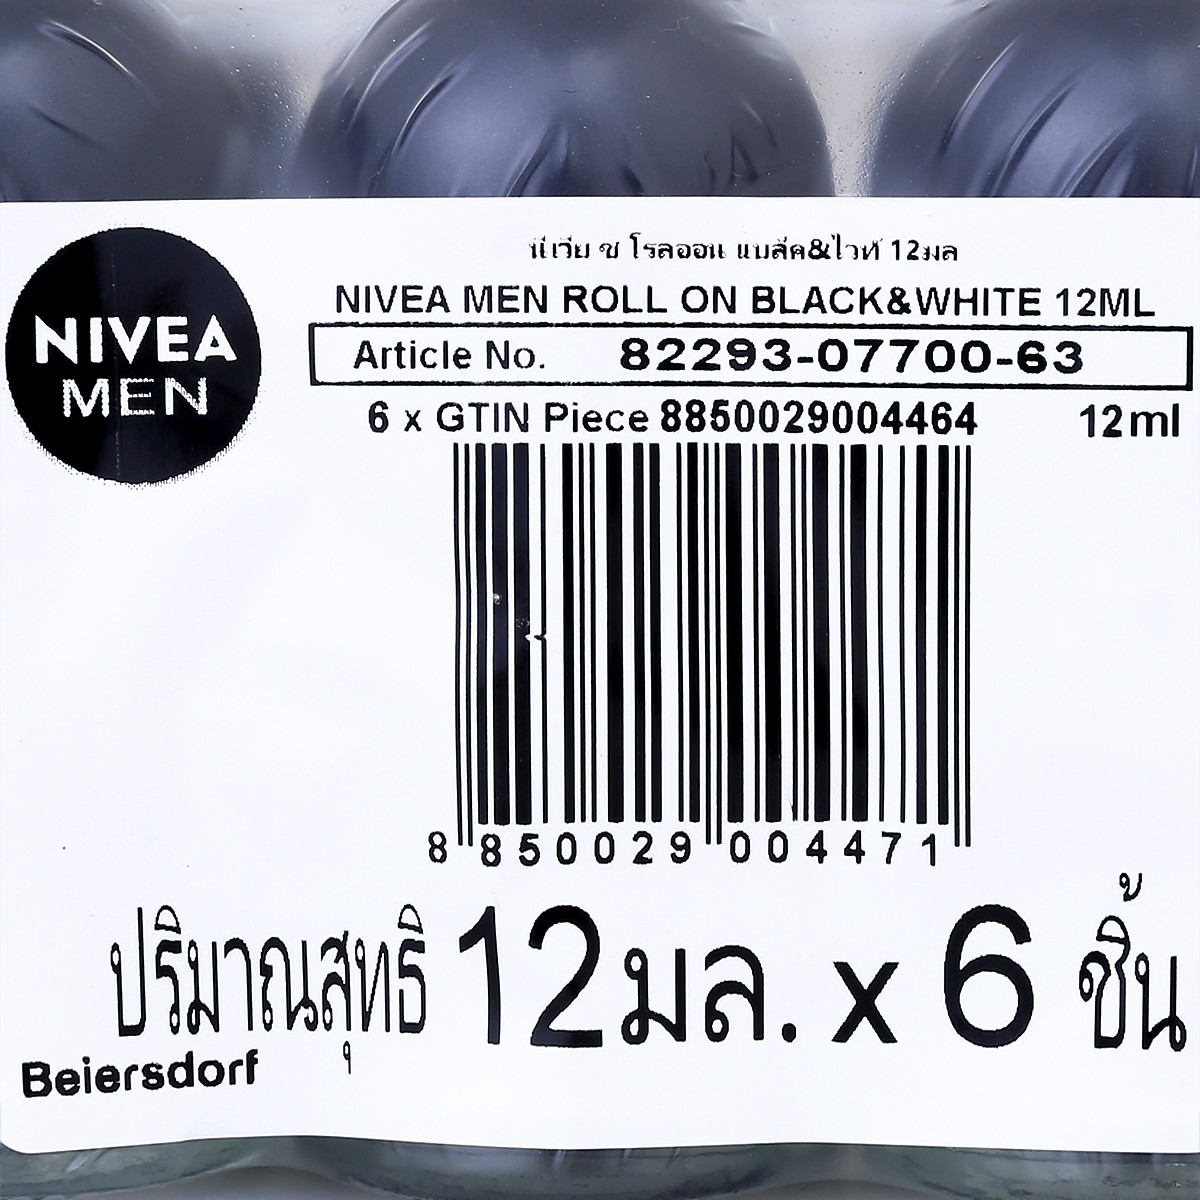 NIVEA
MEN
นีเวีย ช โรลออน แบล็ค&ไวท์ 12มล
NIVEA MEN ROLL ON BLACK&WHITE 12ML
Article No. 82293-07700-63
6 x GTIN Piece 8850029004464 12ml
8 850029 004471
ปริมาณสุทธิ 12มล. x 6 ชิ้น
Beiersdorf